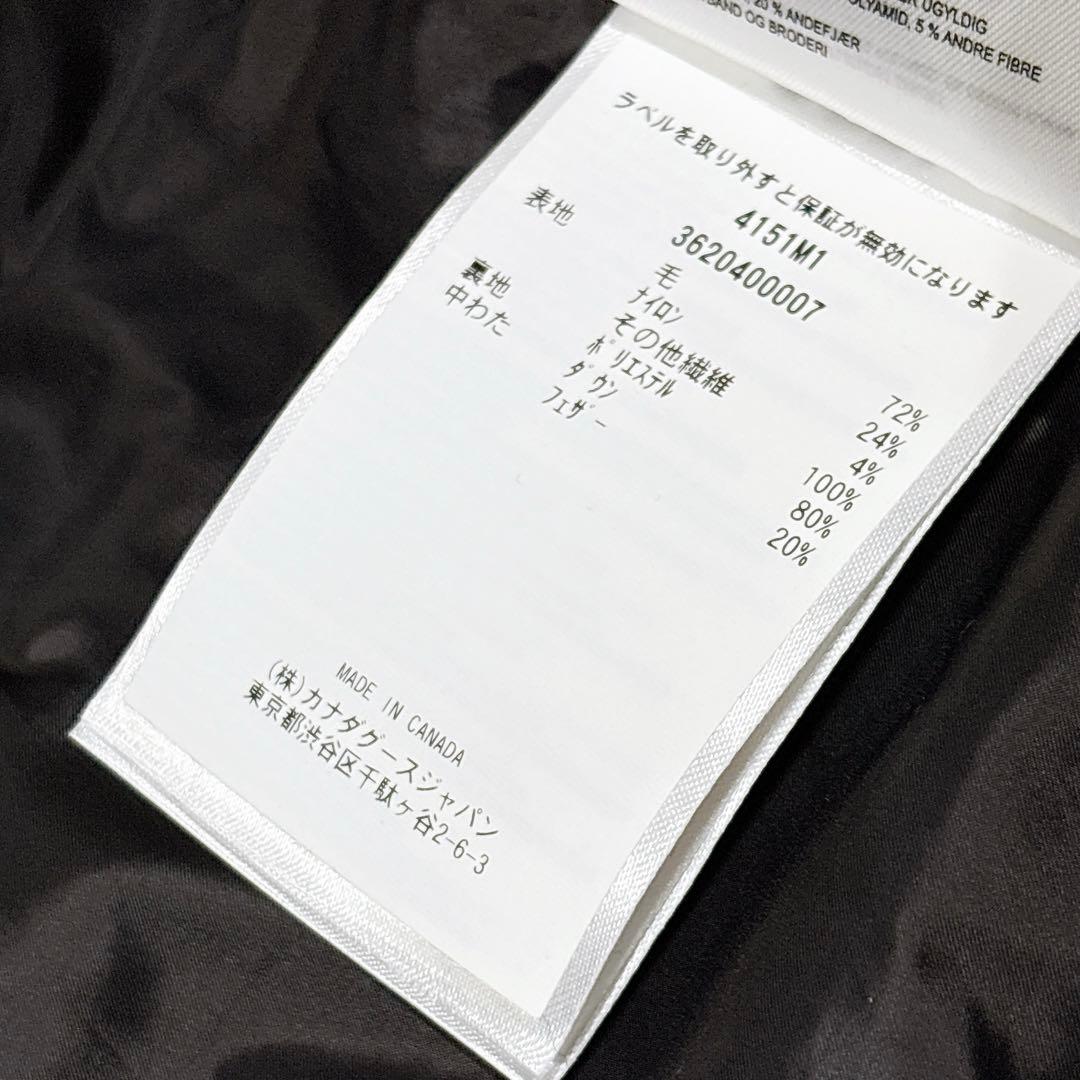 UGYLDIG
OLYAMID, 5 % ANDRE FIBRE
20 % ANDEFJÆR
BAND OG BRODERI
ラベルを取り外すと保証が無効になります
4151M1
3620400007
表地 毛 72%
ナイロン 24%
その他繊維 4%
裏地 ポリエステル 100%
中わた ダウン 80%
フェザー 20%
MADE IN CANADA
(株)カナダグースジャパン
東京都渋谷区千駄ヶ谷2-6-3